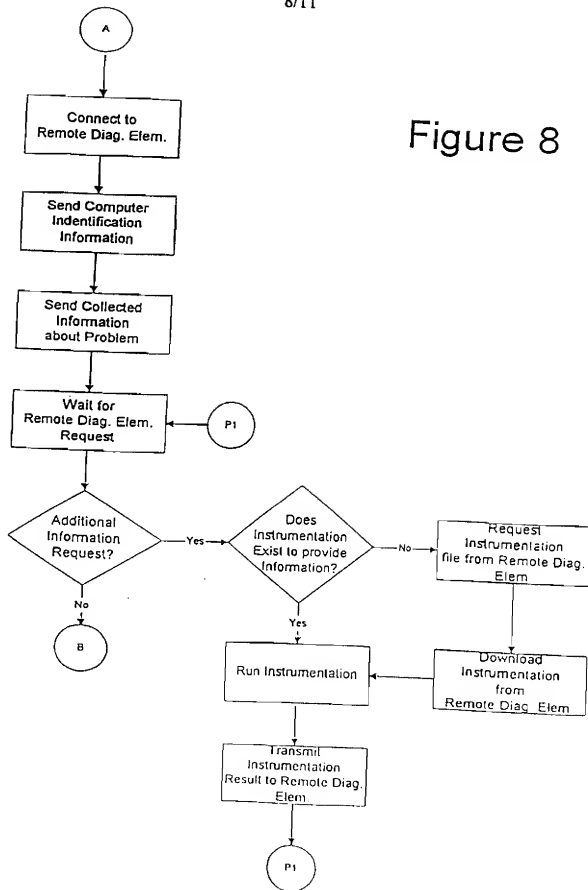 8/11
A
Figure 8
Connect to
Remote Diag. Elem.
Send Computer
Indentification
Information
Send Collected
Information
about Problem
Wait for
Remote Diag. Elem.
Request
P1
Additional
Information
Request?
Yes
Does
Instrumentation
Exist to provide
Information?
No
Request
Instrumentation
file from Remote Diag.
Elem
No
B
Yes
Run Instrumentation
Download
Instrumentation
from
Remote Diag. Elem
Transmit
Instrumentation
Result to Remote Diag.
Elem.
P1